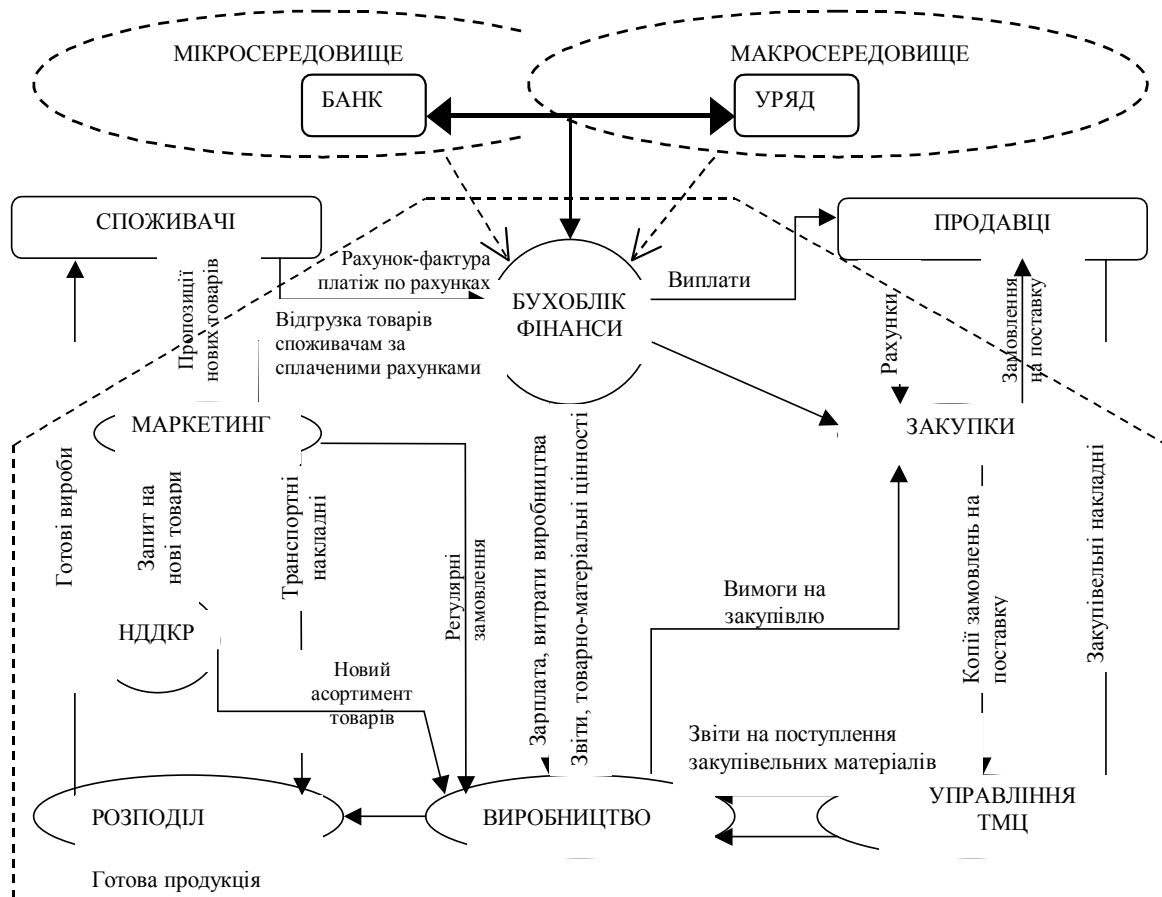 МІКРОСЕРЕДОВИЩЕ
МАКРОСЕРЕДОВИЩЕ
БАНК
УРЯД
СПОЖИВАЧІ
ПРОДАВЦІ
Рахунок-фактура
платіж по рахунках
БУХОБЛІК
ФІНАНСИ
Виплати
Пропозиції
нових товарів
Відгрузка товарів
споживачам за
сплаченими рахунками
Рахунки
Замовлення
на поставку
МАРКЕТИНГ
ЗАКУПКИ
Готові вироби
Запит на
нові товари
Транспортні
накладні
Регулярні
замовлення
Зарплата, витрати виробництва
Звіти, товарно-матеріальні цінності
Вимоги на
закупівлю
Копії замовлень на
поставку
Закупівельні накладні
НДДКР
Новий
асортимент
товарів
Звіти на поступлення
закупівельних матеріалів
РОЗПОДІЛ
ВИРОБНИЦТВО
УПРАВЛІННЯ
ТМЦ
Готова продукція